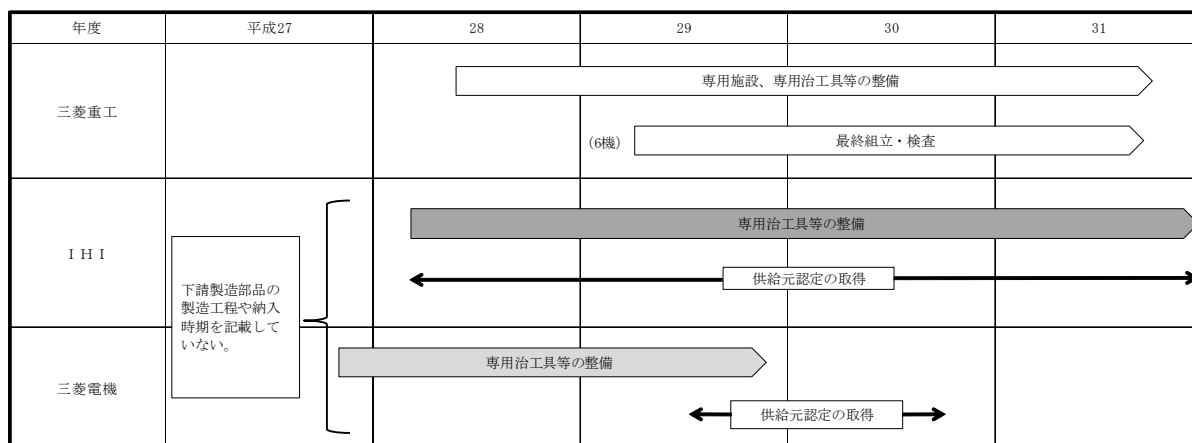 年度 平成27 28 29 30 31
三菱重工
専用施設、専用治工具等の整備
(6機) 最終組立・検査
ＩＨＩ
専用治工具等の整備
供給元認定の取得
下請製造部品の
製造工程や納入
時期を記載して
いない。
三菱電機
専用治工具等の整備
供給元認定の取得